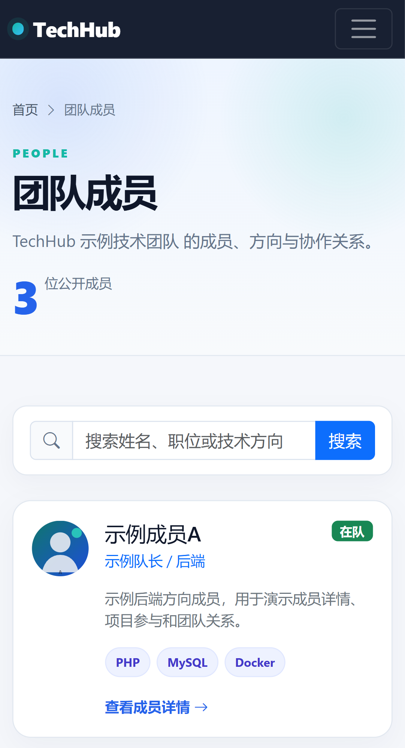 TechHub
首页 > 团队成员
PEOPLE
团队成员
TechHub 示例技术团队 的成员、方向与协作关系。
3 位公开成员
搜索姓名、职位或技术方向 搜索
示例成员A 在队
示例队长 / 后端
示例后端方向成员，用于演示成员详情、
项目参与和团队关系。
PHP MySQL Docker
查看成员详情 →